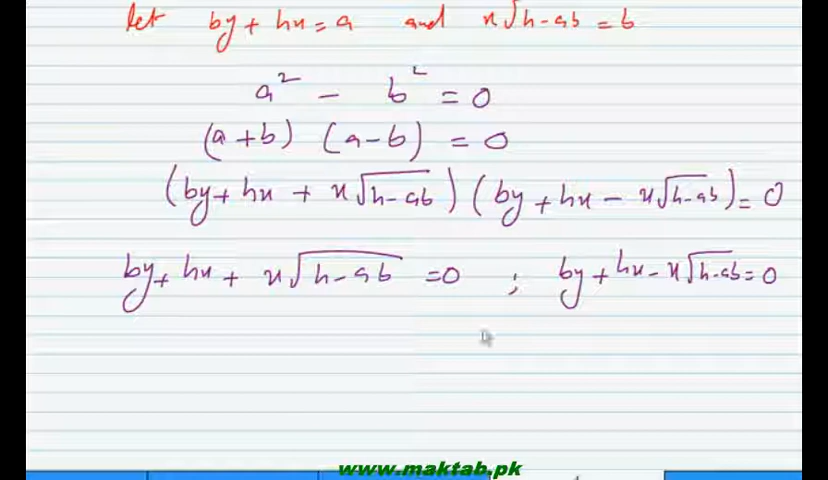 let by + hx = a and x√h-ab = b
a² - b² = 0
(a+b) (a-b) = 0
(by + hx + x√h-ab) (by + hx - x√h-ab) = 0
by + hx + x√h-ab = 0 ; by + hx - x√h-ab = 0
www.maktab.pk